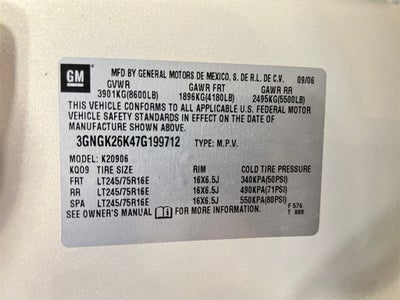 GM
MFD BY GENERAL MOTORS DE MEXICO, S. DE R.L. DE C.V. 09/06
GVWR GAWR FRT GAWR RR
3901KG(8600LB) 1896KG(4180LB) 2495KG(5500LB)
THIS VEHICLE CONFORMS TO ALL APPLICABLE U.S. FEDERAL MOTOR
VEHICLE SAFETY STANDARDS IN EFFECT ON THE DATE OF
MANUFACTURE SHOWN ABOVE.
3GNGK26K47G199712 TYPE: M.P.V.
MODEL: K20906
KQ09 TIRE SIZE RIM COLD TIRE PRESSURE
FRT LT245/75R16E 16X6.5J 340KPA(50PSI)
RR LT245/75R16E 16X6.5J 490KPA(71PSI)
SPA LT245/75R16E 16X6.5J 550KPA(80PSI)
SEE OWNER'S MANUAL FOR MORE INFORMATION. F 576
T 889